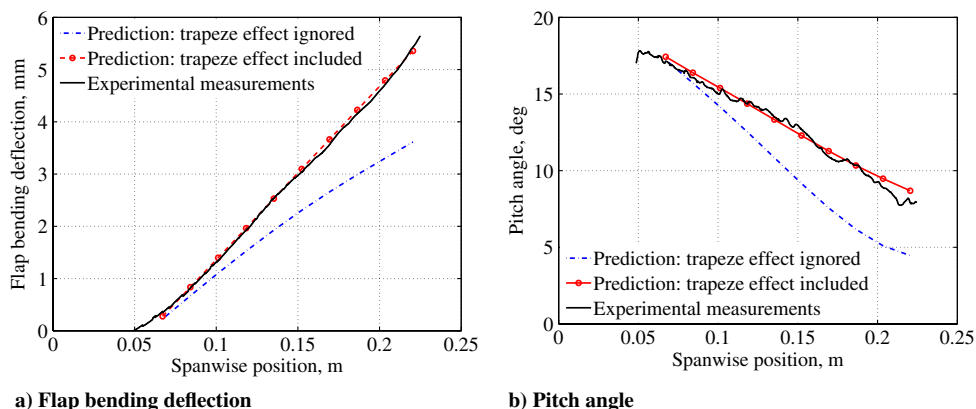 6
5
4
3
2
1
0
Flap bending deflection, mm
Prediction: trapeze effect ignored
Prediction: trapeze effect included
Experimental measurements
0 0.05 0.1 0.15 0.2 0.25
Spanwise position, m
a) Flap bending deflection
20
15
10
5
0
Pitch angle, deg
Prediction: trapeze effect ignored
Prediction: trapeze effect included
Experimental measurements
0 0.05 0.1 0.15 0.2 0.25
Spanwise position, m
b) Pitch angle